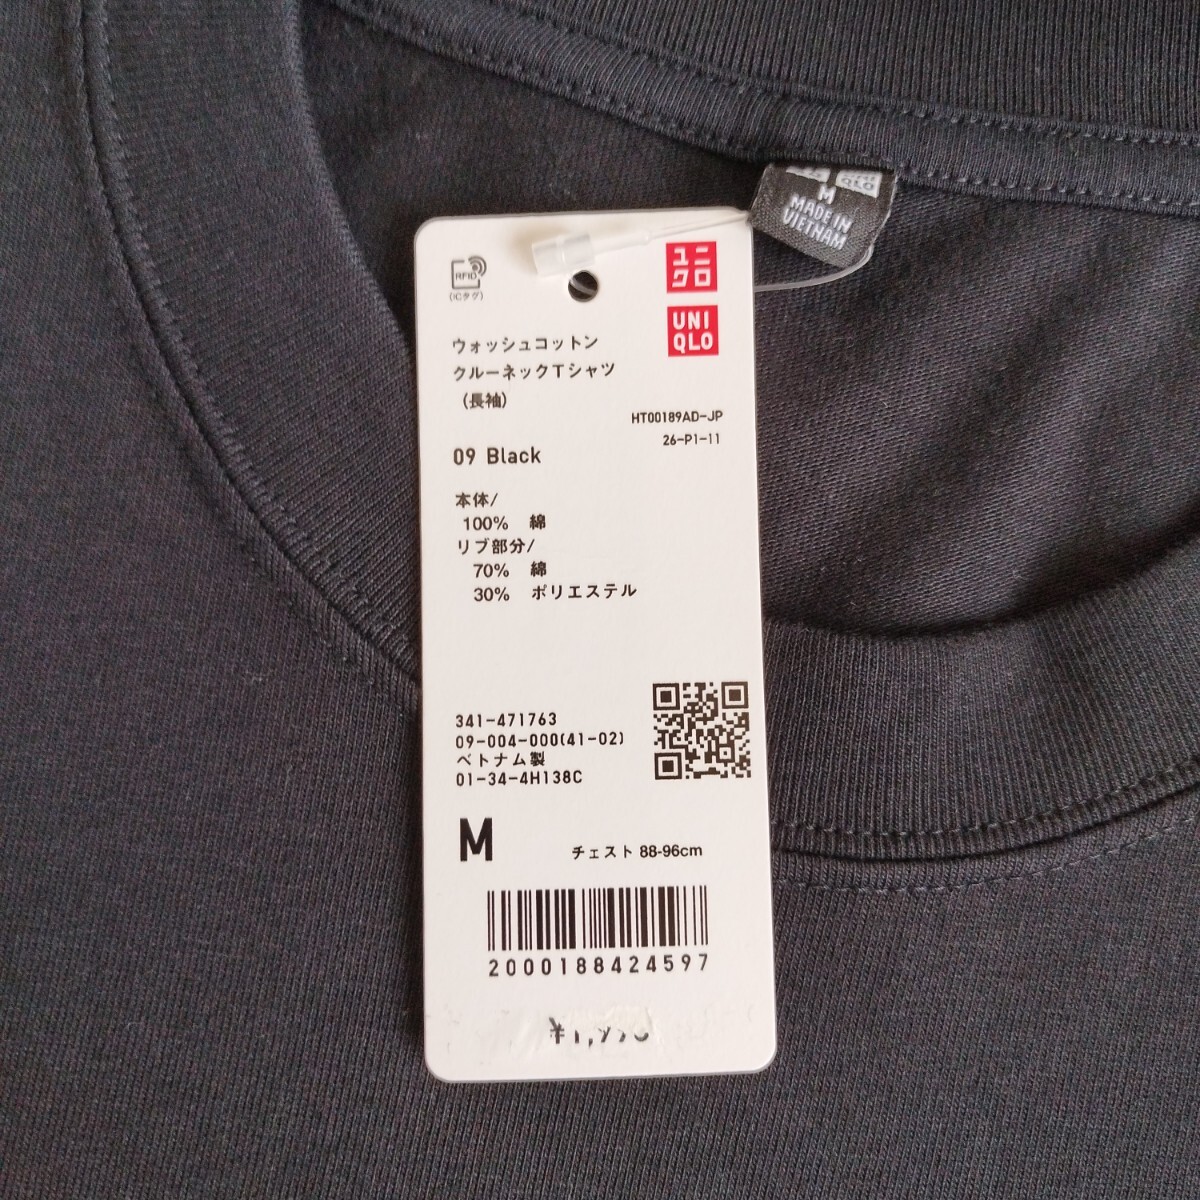 RFID
(ICタグ)
ユニ
クロ
UNI
QLO
QLO
M
MADE IN
VIETNAM
ウォッシュコットン
クルーネックTシャツ
(長袖)
HT00189AD-JP
26-P1-11
09 Black
本体/
100% 綿
リブ部分/
70% 綿
30% ポリエステル
341-471763
09-004-000(41-02)
ベトナム製
01-34-4H138C
M
チェスト 88-96cm
2000188424597